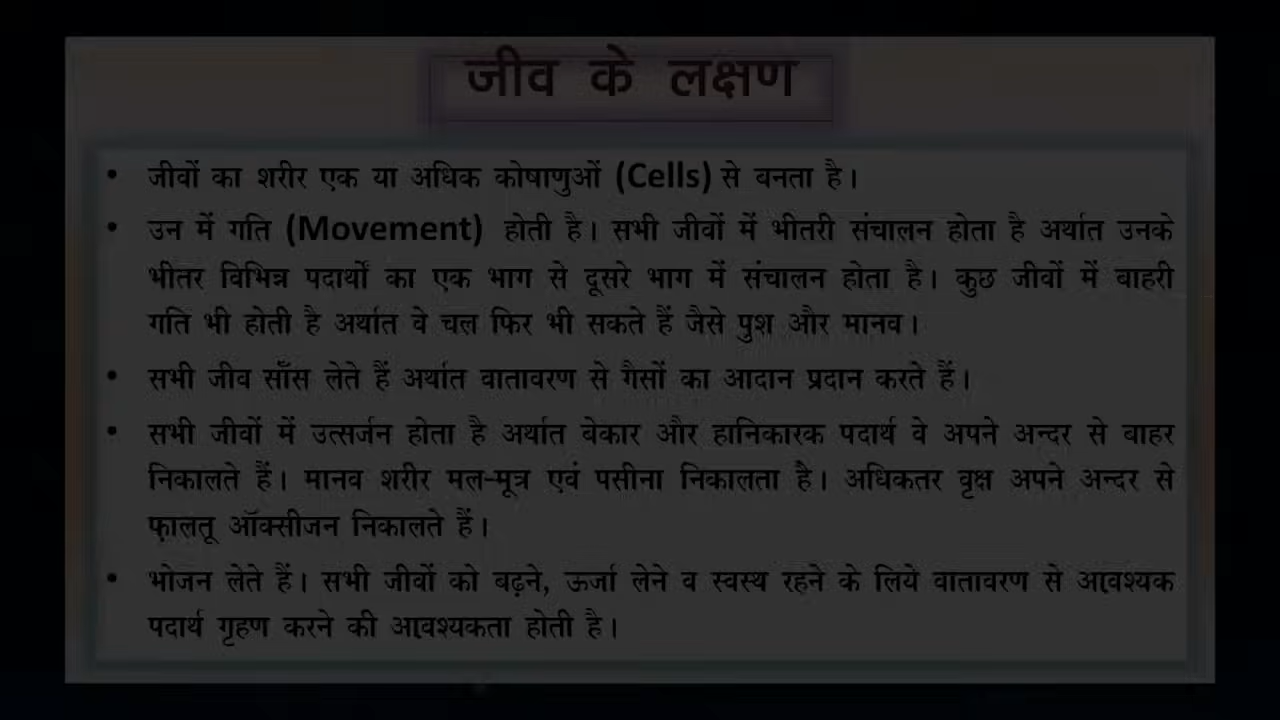 जीव के लक्षण
• जीवों का शरीर एक या अधिक कोषाणुओं (Cells) से बनता है।
• उन में गति (Movement) होती है। सभी जीवों में भीतरी संचालन होता है अर्थात उनके
भीतर विभिन्न पदार्थों का एक भाग से दूसरे भाग में संचालन होता है। कुछ जीवों में बाहरी
गति भी होती है अर्थात वे चल फिर भी सकते हैं जैसे पुश और मानव।
• सभी जीव साँस लेते हैं अर्थात वातावरण से गैसों का आदान प्रदान करते हैं।
• सभी जीवों में उत्सर्जन होता है अर्थात बेकार और हानिकारक पदार्थ वे अपने अन्दर से बाहर
निकालते हैं। मानव शरीर मल-मूत्र एवं पसीना निकालता है। अधिकतर वृक्ष अपने अन्दर से
फ़ालतू ऑक्सीजन निकालते हैं।
• भोजन लेते हैं। सभी जीवों को बढ़ने, ऊर्जा लेने व स्वस्थ रहने के लिये वातावरण से आवश्यक
पदार्थ गृहण करने की आवश्यकता होती है।